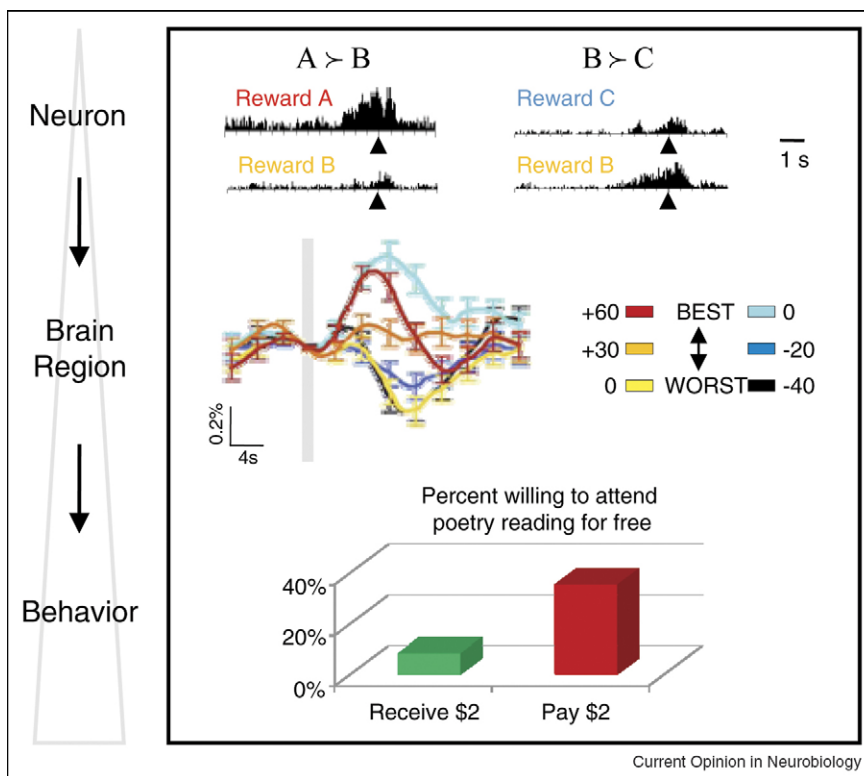 Neuron
Brain
Region
Behavior
A ≻ B
B ≻ C
Reward A
Reward C
Reward B
Reward B
1 s
0.2%
4s
+60
BEST
0
+30
-20
0
WORST
-40
Percent willing to attend
poetry reading for free
40%
20%
0%
Receive $2
Pay $2
Current Opinion in Neurobiology